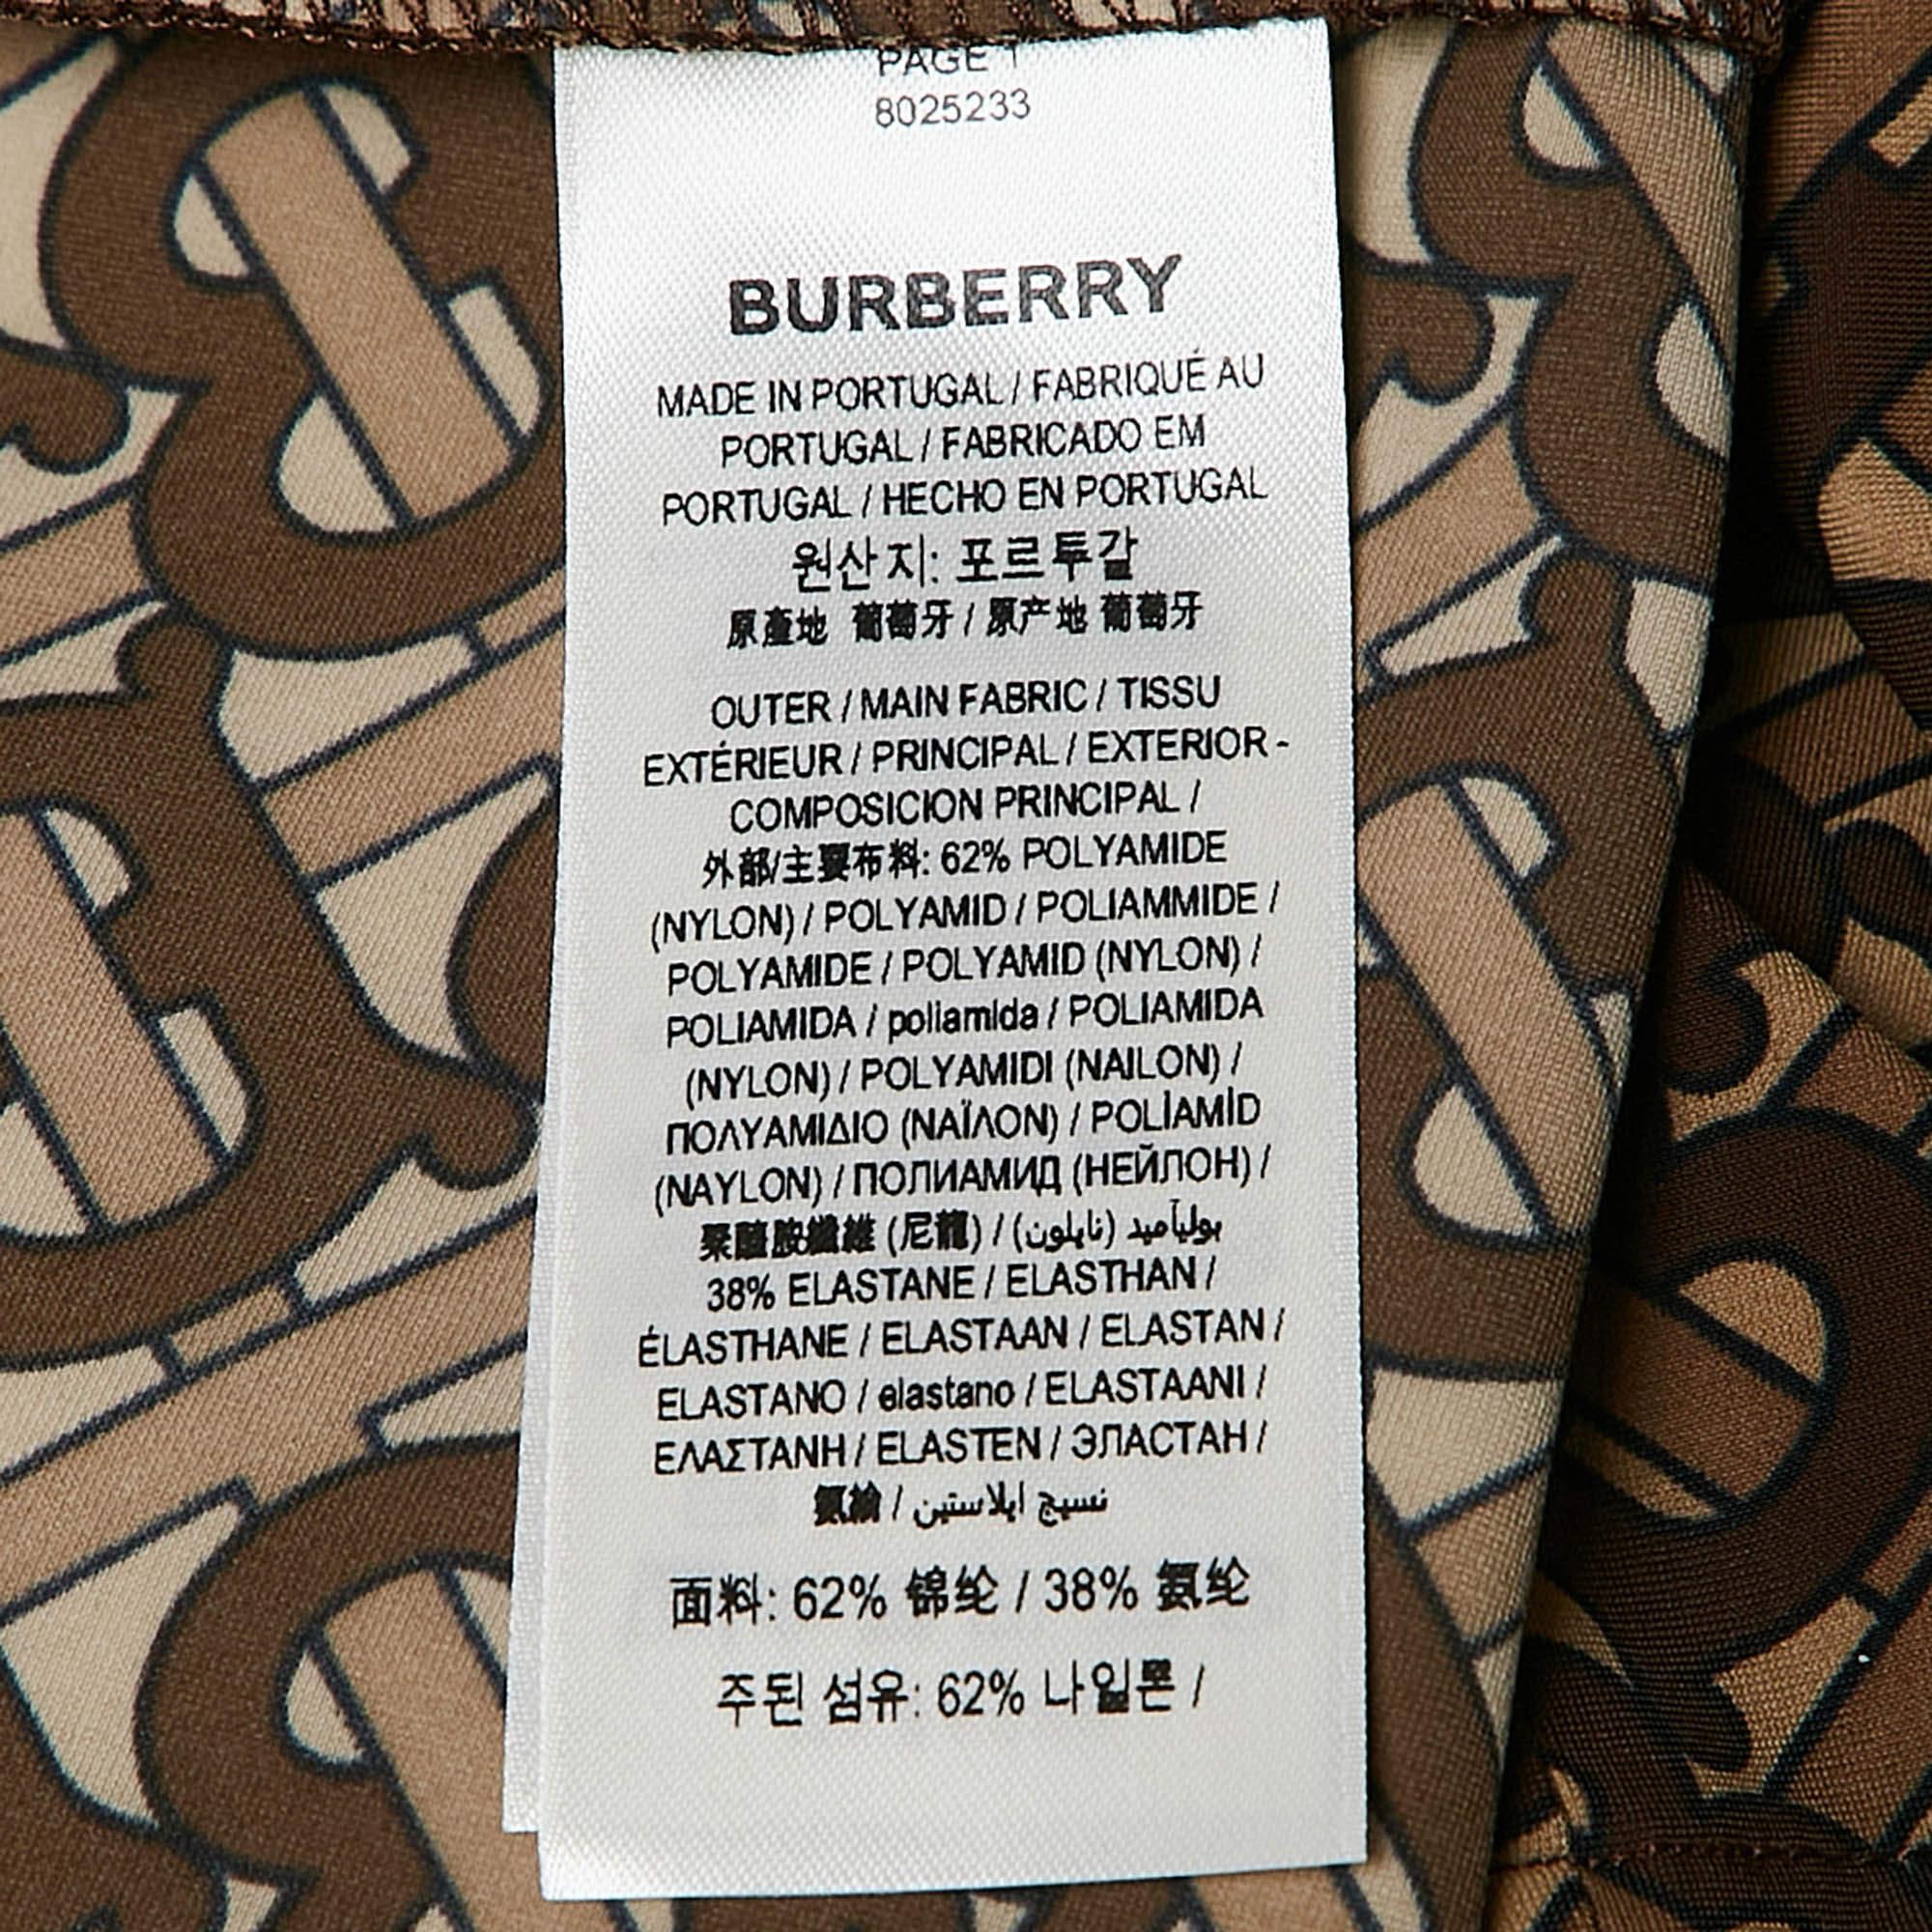 PAGE 1
8025233
BURBERRY
MADE IN PORTUGAL / FABRIQUÉ AU
PORTUGAL / FABRICADO EM
PORTUGAL / HECHO EN PORTUGAL
원산지: 포르투갈
原產地 葡萄牙 / 原产地 葡萄牙
OUTER / MAIN FABRIC / TISSU
EXTÉRIEUR / PRINCIPAL / EXTERIOR -
COMPOSICION PRINCIPAL /
外部/主要布料: 62% POLYAMIDE
(NYLON) / POLYAMID / POLIAMMIDE /
POLYAMIDE / POLYAMID (NYLON) /
POLIAMIDA / poliamida / POLIAMIDA
(NYLON) / POLYAMIDI (NAILON) /
ΠΟΛΥΑΜΙΔΙΟ (ΝΑΪΛΟΝ) / POLİAMİD
(NAYLON) / ПОЛИАМИД (НЕЙЛОН) /
聚醯胺纖維 (尼龍) / بوليآميد (نايلون)
38% ELASTANE / ELASTHAN /
ÉLASTHANE / ELASTAAN / ELASTAN /
ELASTANO / elastano / ELASTAANI /
ΕΛΑΣΤΑΝΗ / ELASTEN / ЭЛАСТАН /
氨綸 / نسيج ايلاستين
面料: 62% 锦纶 / 38% 氨纶
주된 섬유: 62% 나일론 /